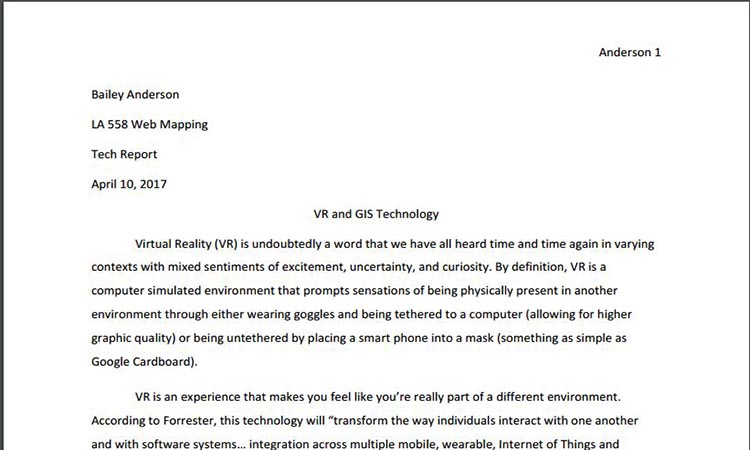 Anderson 1
Bailey Anderson
LA 558 Web Mapping
Tech Report
April 10, 2017
VR and GIS Technology
Virtual Reality (VR) is undoubtedly a word that we have all heard time and time again in varying
contexts with mixed sentiments of excitement, uncertainty, and curiosity. By definition, VR is a
computer simulated environment that prompts sensations of being physically present in another
environment through either wearing goggles and being tethered to a computer (allowing for higher
graphic quality) or being untethered by placing a smart phone into a mask (something as simple as
Google Cardboard).
VR is an experience that makes you feel like you’re really part of a different environment.
According to Forrester, this technology will “transform the way individuals interact with one another
and with software systems… integration across multiple mobile, wearable, Internet of Things and